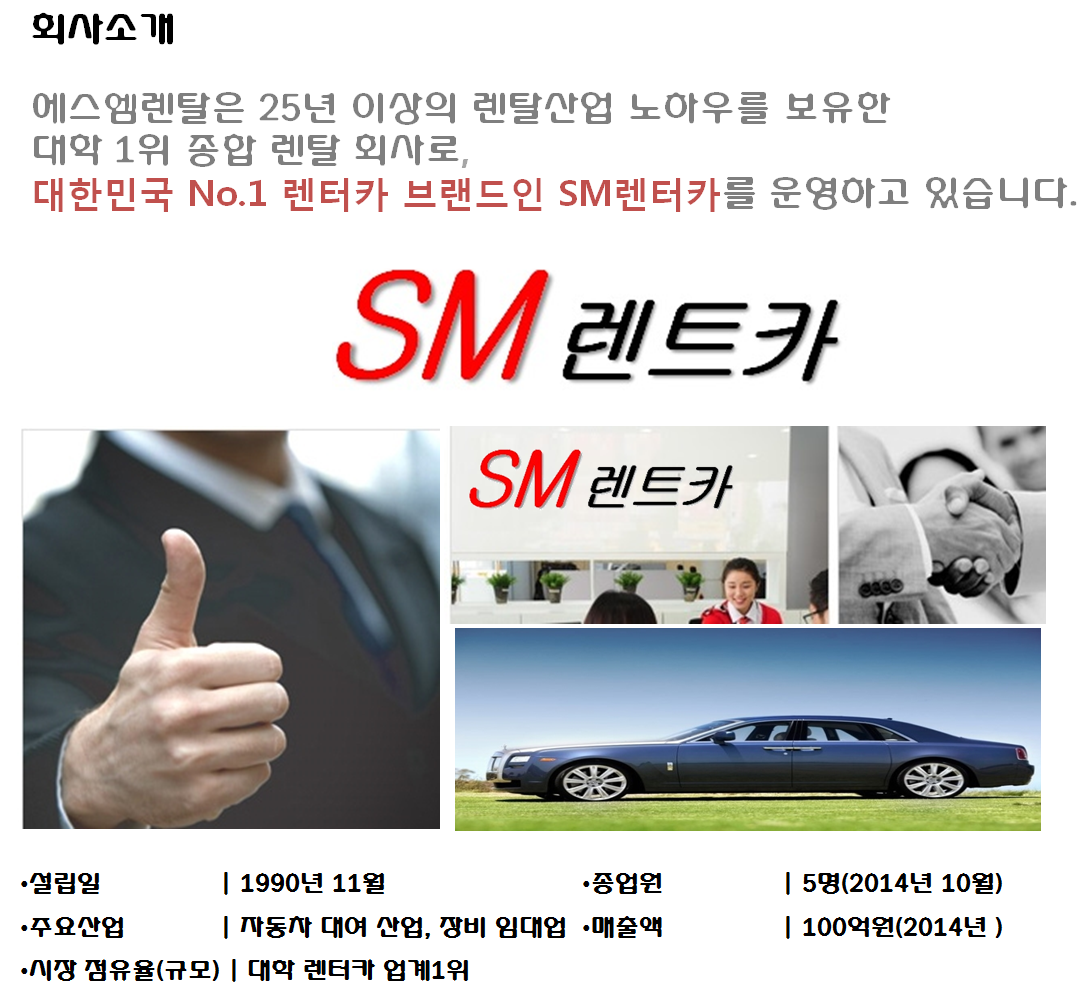 회사소개
에스엠렌탈은 25년 이상의 렌탈산업 노하우를 보유한
대학 1위 종합 렌탈 회사로,
대한민국 No.1 렌터카 브랜드인 SM렌터카를 운영하고 있습니다.
SM 렌트카
SM 렌트카
•설립일 | 1990년 11월 •종업원 | 5명(2014년 10월)
•주요산업 | 자동차 대여 산업, 장비 임대업 •매출액 | 100억원(2014년 )
•시장 점유율(규모) | 대학 렌터카 업계1위